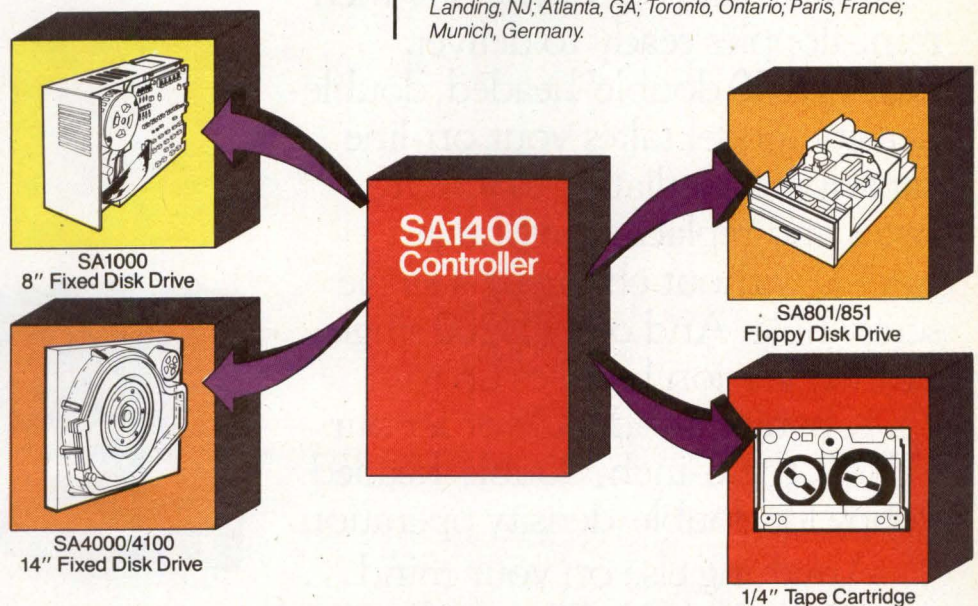 Landing, NJ; Atlanta, GA; Toronto, Ontario; Paris, France;
Munich, Germany.
SA1000
8" Fixed Disk Drive
SA1400
Controller
SA801/851
Floppy Disk Drive
SA4000/4100
14" Fixed Disk Drive
1/4" Tape Cartridge